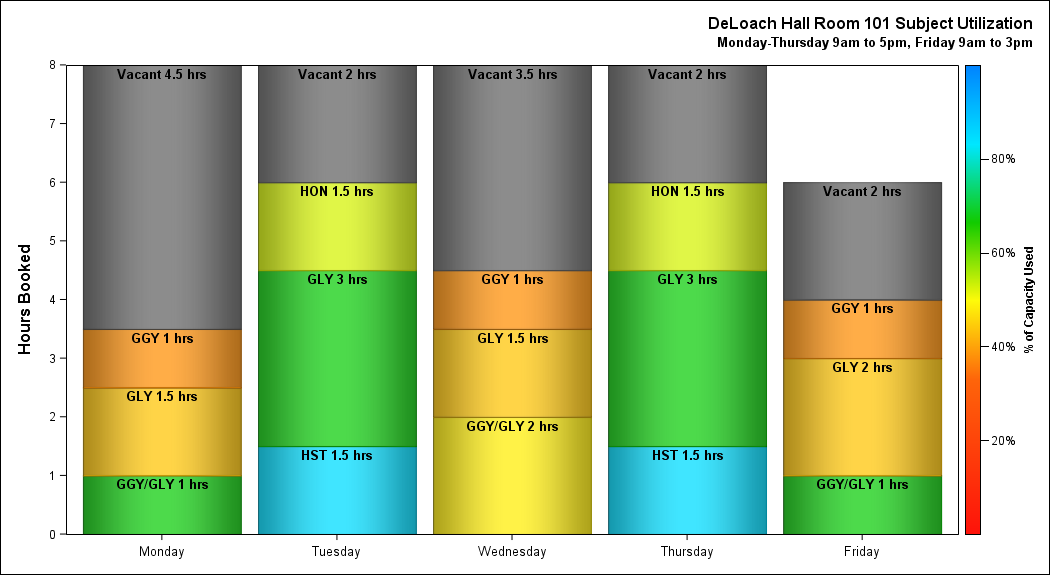 DeLoach Hall Room 101 Subject Utilization
Monday-Thursday 9am to 5pm, Friday 9am to 3pm
Hours Booked
8
7
6
5
4
3
2
1
0
Vacant 4.5 hrs
GGY 1 hrs
GLY 1.5 hrs
GGY/GLY 1 hrs
Monday
Vacant 2 hrs
HON 1.5 hrs
GLY 3 hrs
HST 1.5 hrs
Tuesday
Vacant 3.5 hrs
GGY 1 hrs
GLY 1.5 hrs
GGY/GLY 2 hrs
Wednesday
Vacant 2 hrs
HON 1.5 hrs
GLY 3 hrs
HST 1.5 hrs
Thursday
Vacant 2 hrs
GGY 1 hrs
GLY 2 hrs
GGY/GLY 1 hrs
Friday
80%
60%
40%
20%
% of Capacity Used